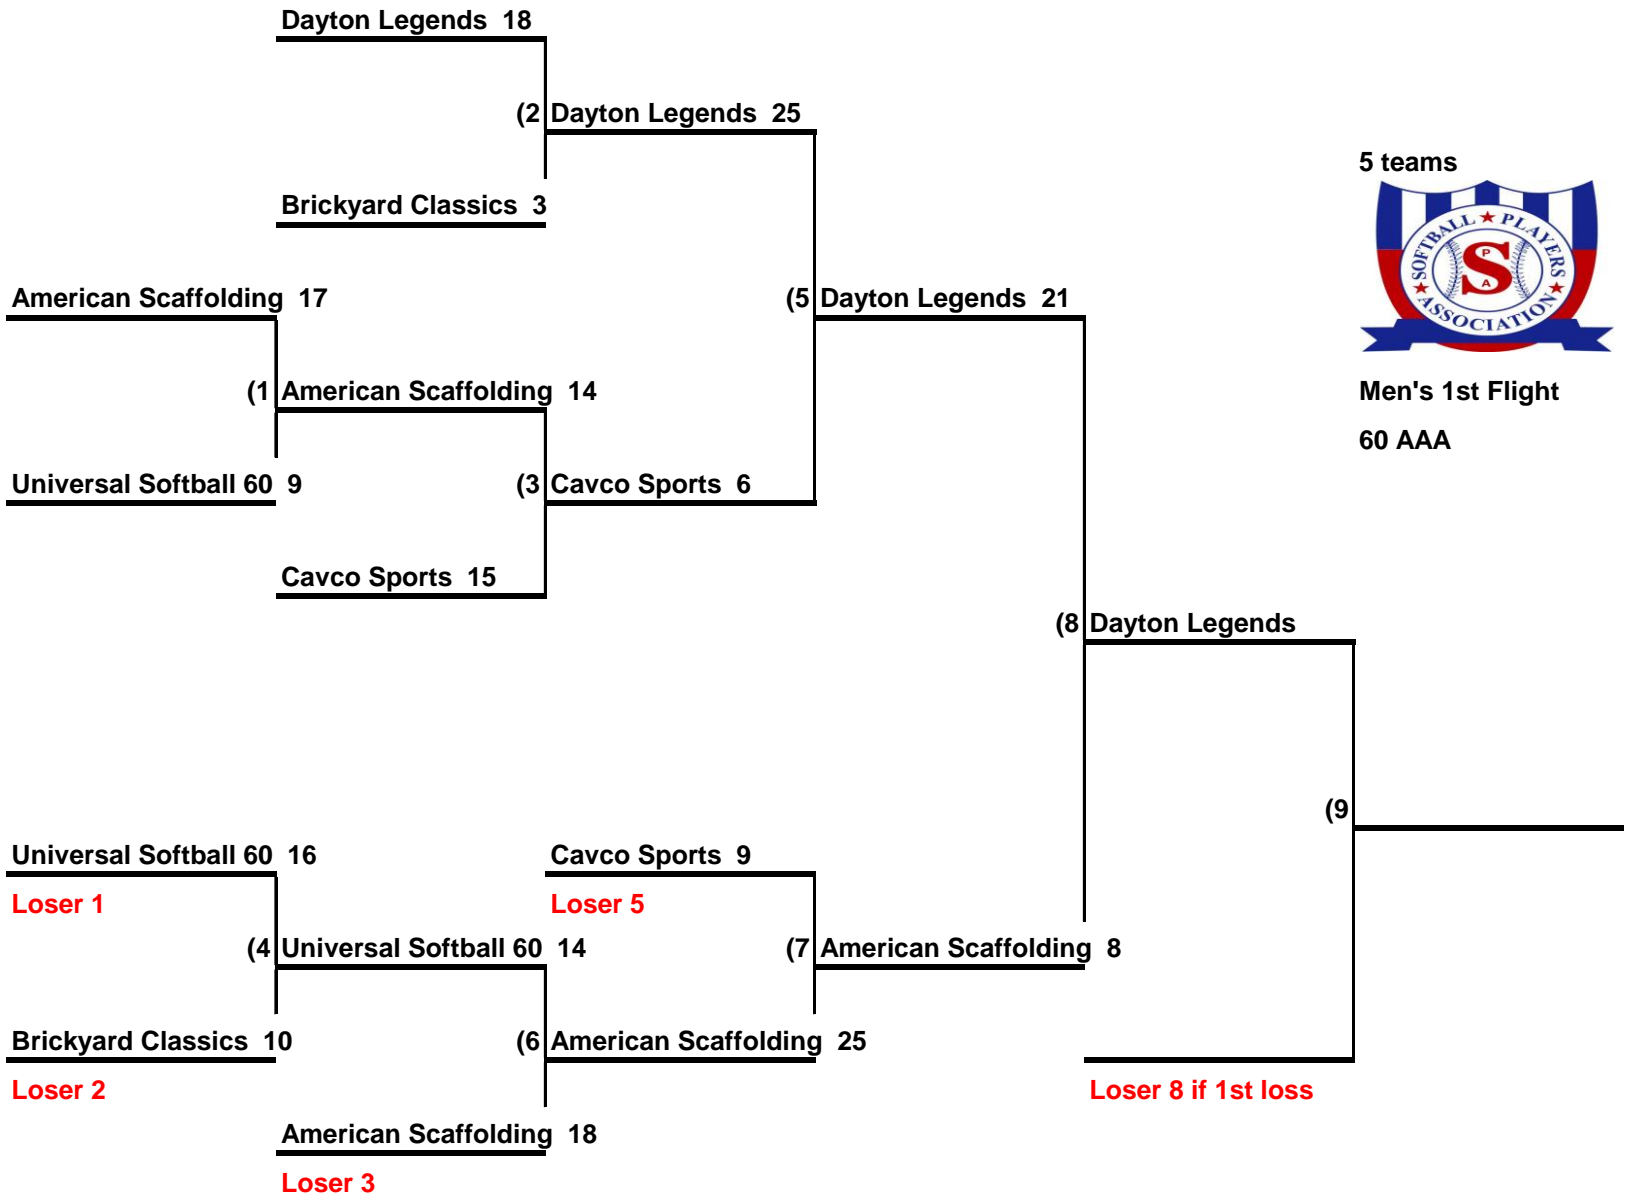 Dayton Legends 18
(2 Dayton Legends 25
5 teams
Brickyard Classics 3
SOFTBALL ★ PLAYERS ★ ASSOCIATION ★
P
S
A
American Scaffolding 17
(5 Dayton Legends 21
(1 American Scaffolding 14
Men's 1st Flight
60 AAA
Universal Softball 60 9
(3 Cavco Sports 6
Cavco Sports 15
(8 Dayton Legends
(9
Universal Softball 60 16
Cavco Sports 9
Loser 1
Loser 5
(4 Universal Softball 60 14
(7 American Scaffolding 8
Brickyard Classics 10
(6 American Scaffolding 25
Loser 2
Loser 8 if 1st loss
American Scaffolding 18
Loser 3